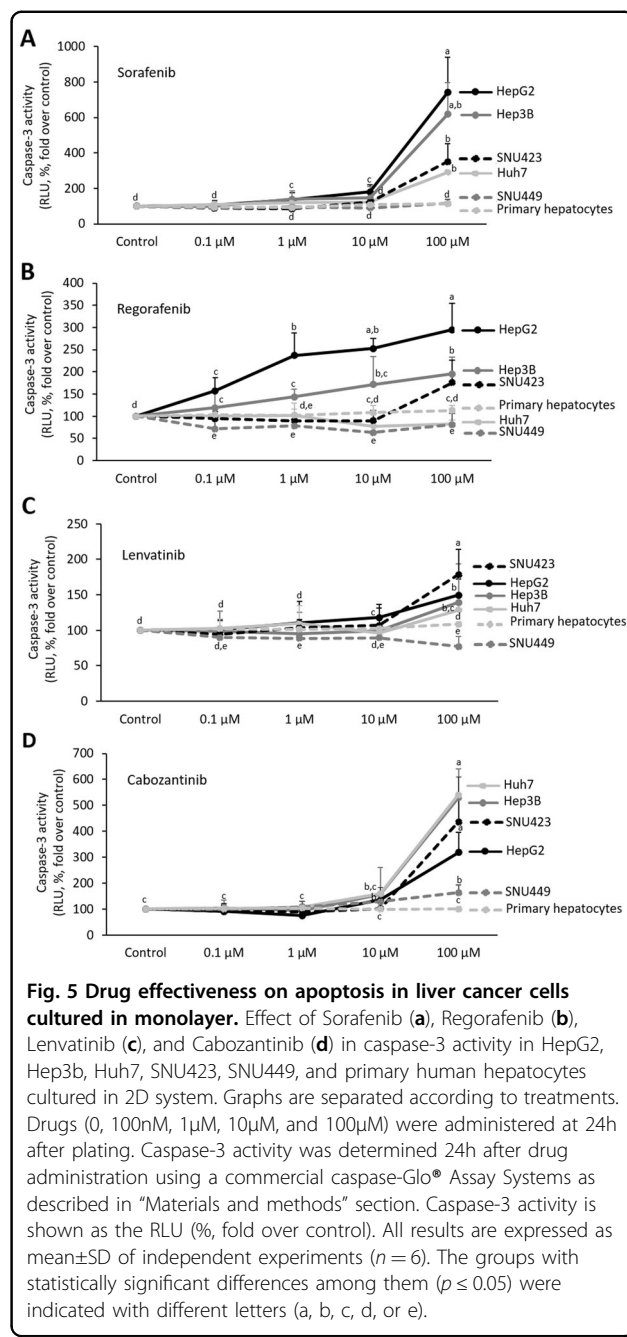 A
Sorafenib
Caspase-3 activity
(RLU, %, fold over control)
1000
800
600
400
200
0
d
d
c
d
c
d
d
a
a,b
b
b
d
HepG2
Hep3B
SNU423
Huh7
SNU449
Primary hepatocytes
Control
0.1 µM
1 µM
10 µM
100 µM
B
Regorafenib
Caspase-3 activity
(RLU, %, fold over control)
400
350
300
250
200
150
100
50
0
d
c
c
e
b
c
d,e
e
a,b
b,c
c,d
e
a
b
c,d
e
HepG2
Hep3B
SNU423
Primary hepatocytes
Huh7
SNU449
Control
0.1 µM
1 µM
10 µM
100 µM
C
Lenvatinib
Caspase-3 activity
(RLU, %, fold over control)
250
200
150
100
50
0
d
d
d,e
d
e
c
d,e
a
b
b,c
d
e
SNU423
HepG2
Hep3B
Huh7
Primary hepatocytes
SNU449
Control
0.1 µM
1 µM
10 µM
100 µM
D
Cabozantinib
Caspase-3 activity
(RLU, %, fold over control)
700
600
500
400
300
200
100
0
c
c
c
b,c
b
c
a
a
b
c
Huh7
Hep3B
SNU423
HepG2
SNU449
Primary hepatocytes
Control
0.1 µM
1 µM
10 µM
100 µM
Fig. 5 Drug effectiveness on apoptosis in liver cancer cells
cultured in monolayer. Effect of Sorafenib (a), Regorafenib (b),
Lenvatinib (c), and Cabozantinib (d) in caspase-3 activity in HepG2,
Hep3b, Huh7, SNU423, SNU449, and primary human hepatocytes
cultured in 2D system. Graphs are separated according to treatments.
Drugs (0, 100nM, 1µM, 10µM, and 100µM) were administered at 24h
after plating. Caspase-3 activity was determined 24h after drug
administration using a commercial caspase-Glo® Assay Systems as
described in “Materials and methods” section. Caspase-3 activity is
shown as the RLU (%, fold over control). All results are expressed as
mean±SD of independent experiments (n = 6). The groups with
statistically significant differences among them (p ≤ 0.05) were
indicated with different letters (a, b, c, d, or e).